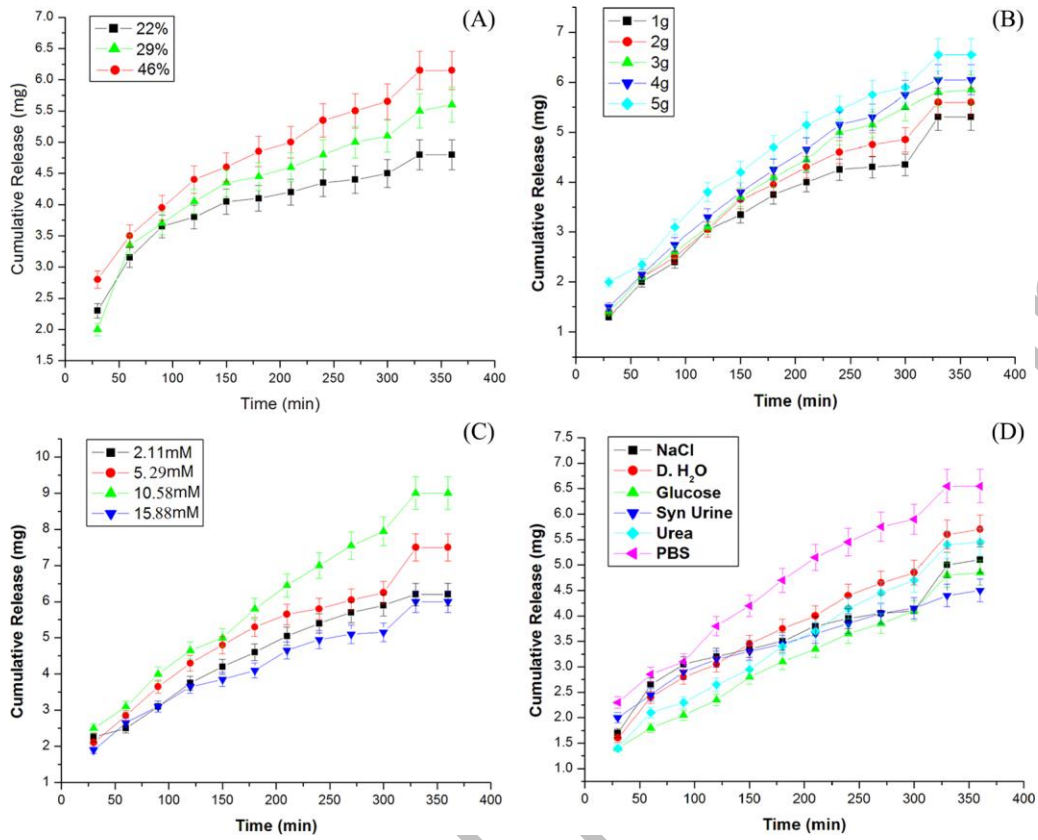 (A)
22%
29%
46%
Cumulative Release (mg)
7.0
6.5
6.0
5.5
5.0
4.5
4.0
3.5
3.0
2.5
2.0
1.5
0 50 100 150 200 250 300 350 400
Time (min)
(B)
1g
2g
3g
4g
5g
Cumulative Release (mg)
7
6
5
4
3
2
1
0 50 100 150 200 250 300 350 400
Time (min)
(C)
2.11mM
5.29mM
10.58mM
15.88mM
Cumulative Release (mg)
10
9
8
7
6
5
4
3
2
1
0 50 100 150 200 250 300 350 400
Time (min)
(D)
NaCl
D. H₂O
Glucose
Syn Urine
Urea
PBS
Cumulative Release (mg)
7.5
7.0
6.5
6.0
5.5
5.0
4.5
4.0
3.5
3.0
2.5
2.0
1.5
1.0
0 50 100 150 200 250 300 350 400
Time (min)